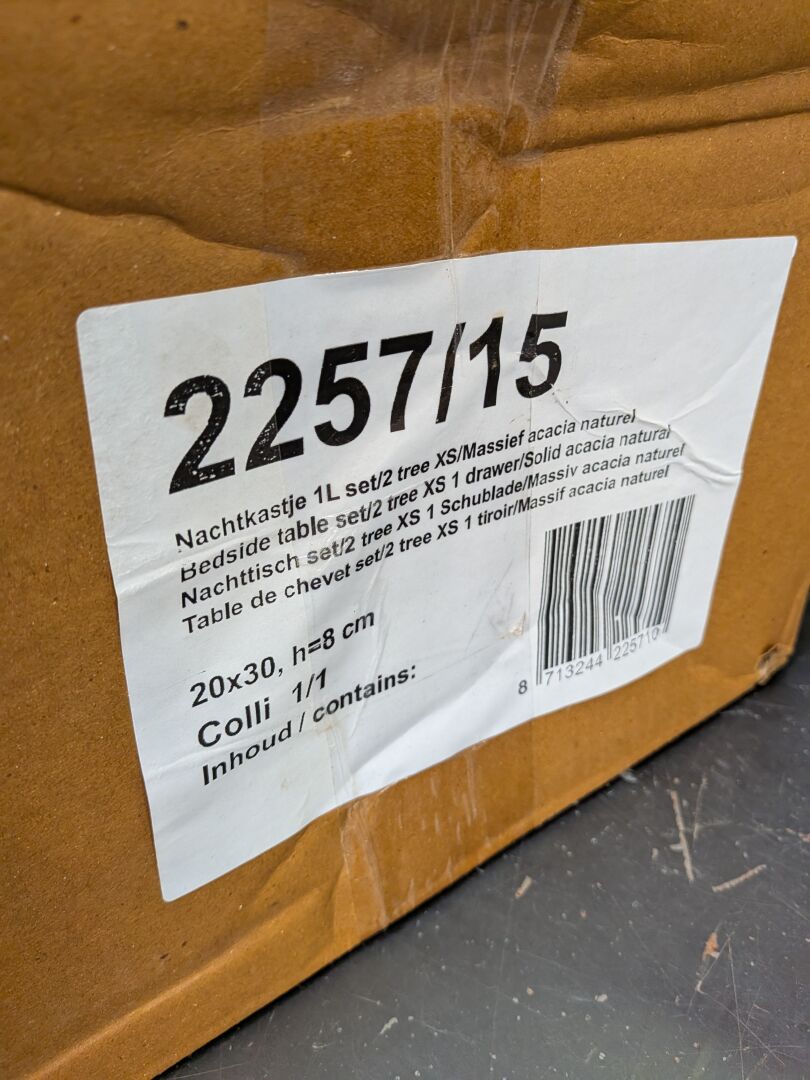 2257/15
Nachtkastje 1L set/2 tree XS/Massief acacia naturel
Bedside table set/2 tree XS 1 drawer/Solid acacia natural
Nachttisch set/2 tree XS 1 Schublade/Massiv acacia naturel
Table de chevet set/2 tree XS 1 tiroir/Massif acacia naturel
20x30, h=8 cm
Colli 1/1
Inhoud / contains:
8 713244 225710